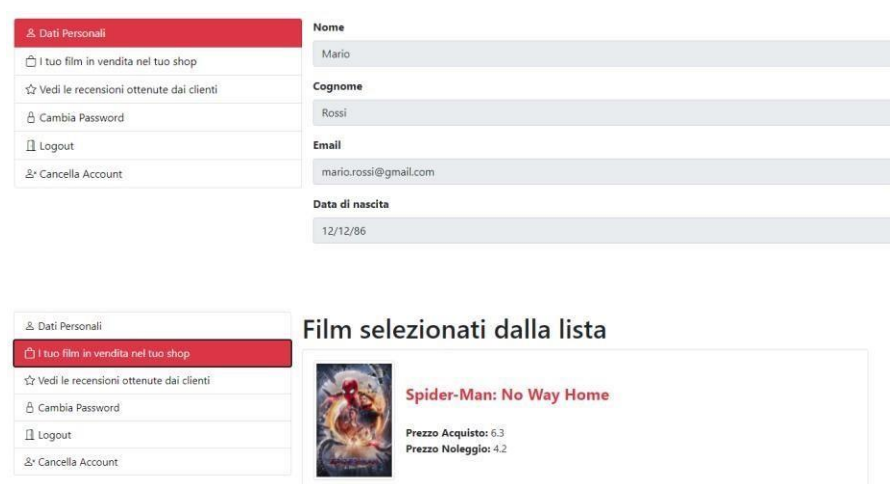 Dati Personali
I tuo film in vendita nel tuo shop
Vedi le recensioni ottenute dai clienti
Cambia Password
Logout
Cancella Account
Nome
Mario
Cognome
Rossi
Email
mario.rossi@gmail.com
Data di nascita
12/12/86
Dati Personali
I tuo film in vendita nel tuo shop
Vedi le recensioni ottenute dai clienti
Cambia Password
Logout
Cancella Account
Film selezionati dalla lista
Spider-Man: No Way Home
Prezzo Acquisto: 6.3
Prezzo Noleggio: 4.2